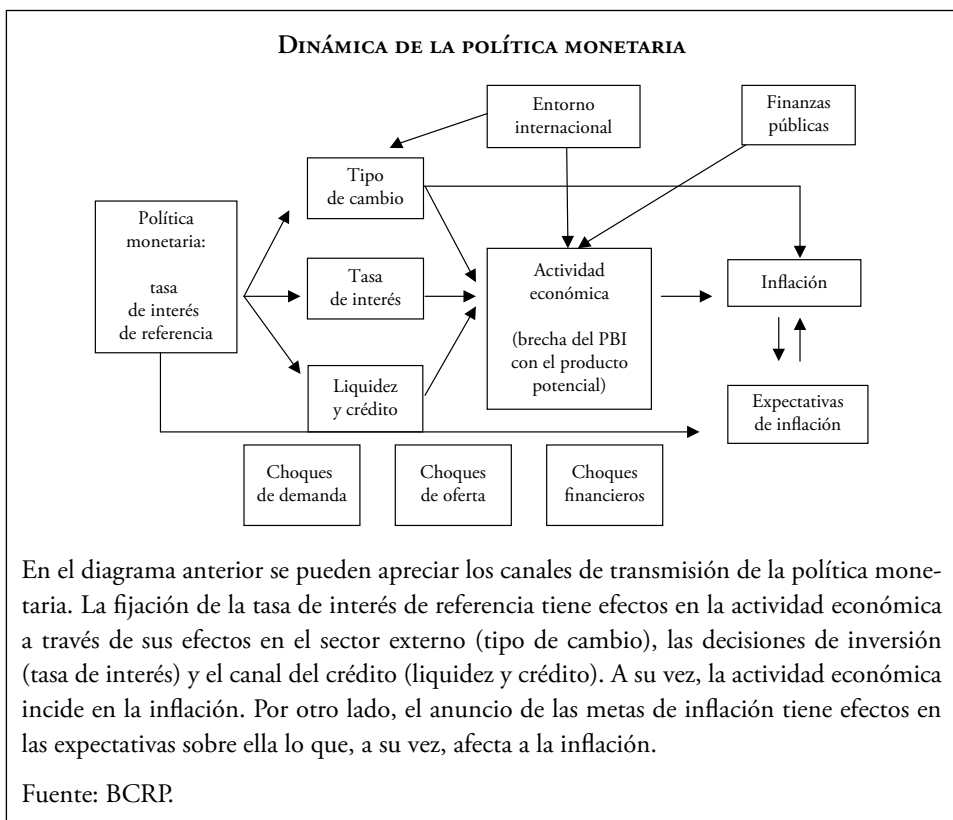 DINÁMICA DE LA POLÍTICA MONETARIA
Entorno
internacional
Finanzas
públicas
Tipo
de cambio
Política
monetaria:
tasa
de interés
de referencia
Tasa
de interés
Actividad
económica
(brecha del PBI
con el producto
potencial)
Inflación
Liquidez
y crédito
Expectativas
de inflación
Choques
de demanda
Choques
de oferta
Choques
financieros
En el diagrama anterior se pueden apreciar los canales de transmisión de la política mone-
taria. La fijación de la tasa de interés de referencia tiene efectos en la actividad económica
a través de sus efectos en el sector externo (tipo de cambio), las decisiones de inversión
(tasa de interés) y el canal del crédito (liquidez y crédito). A su vez, la actividad económica
incide en la inflación. Por otro lado, el anuncio de las metas de inflación tiene efectos en
las expectativas sobre ella lo que, a su vez, afecta a la inflación.
Fuente: BCRP.